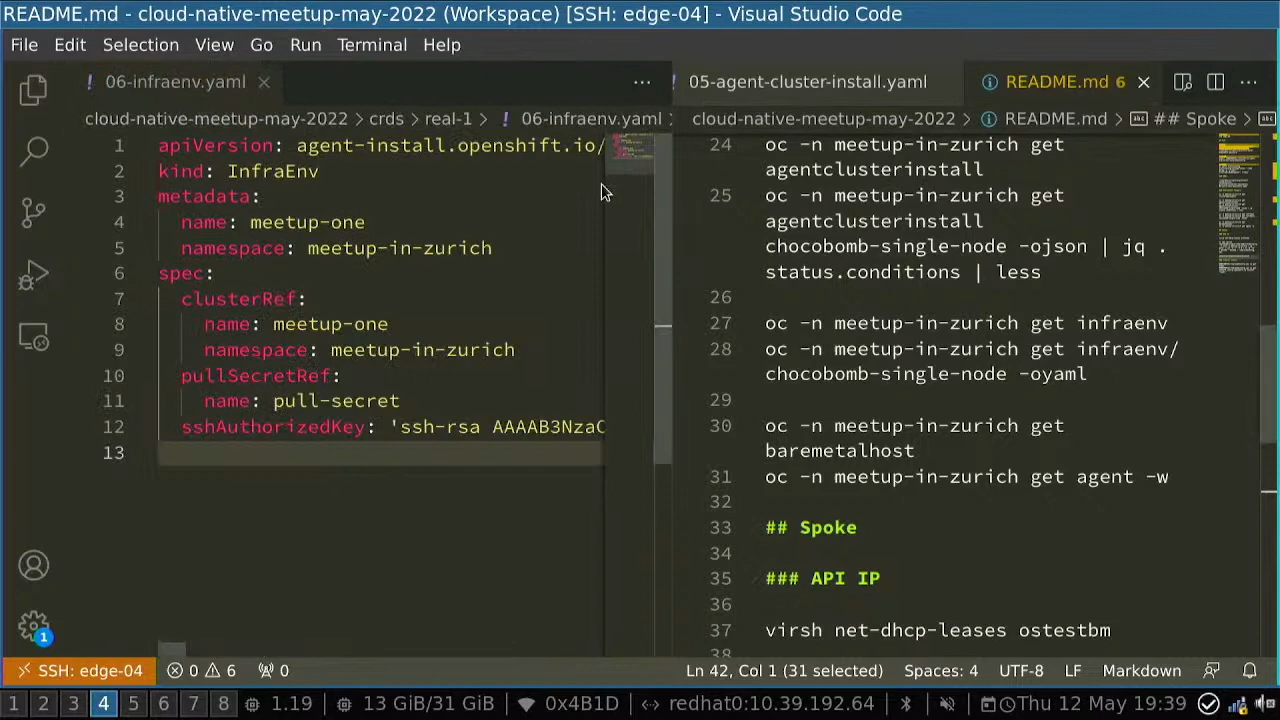 README.md - cloud-native-meetup-may-2022 (Workspace) [SSH: edge-04] - Visual Studio Code
File Edit Selection View Go Run Terminal Help
! 06-infraenv.yaml
05-agent-cluster-install.yaml
README.md 6
cloud-native-meetup-may-2022 > crds > real-1 > ! 06-infraenv.yaml
cloud-native-meetup-may-2022 > README.md > ## Spoke >
1 apiVersion: agent-install.openshift.io/
2 kind: InfraEnv
3 metadata:
4 name: meetup-one
5 namespace: meetup-in-zurich
6 spec:
7 clusterRef:
8 name: meetup-one
9 namespace: meetup-in-zurich
10 pullSecretRef:
11 name: pull-secret
12 sshAuthorizedKey: 'ssh-rsa AAAAB3NzaC
13
24 oc -n meetup-in-zurich get
agentclusterinstall
25 oc -n meetup-in-zurich get
agentclusterinstall
chocobomb-single-node -ojson | jq .
status.conditions | less
26
27 oc -n meetup-in-zurich get infraenv
28 oc -n meetup-in-zurich get infraenv/
chocobomb-single-node -oyaml
29
30 oc -n meetup-in-zurich get
baremetalhost
31 oc -n meetup-in-zurich get agent -w
32
33 ## Spoke
34
35 ### API IP
36
37 virsh net-dhcp-leases ostestbm
38
1
SSH: edge-04 0 6 0 Ln 42, Col 1 (31 selected) Spaces: 4 UTF-8 LF Markdown
1 2 3 4 5 6 7 8 1.19 13 GiB/31 GiB 0x4B1D redhat0:10.39.192.64 Thu 12 May 19:39